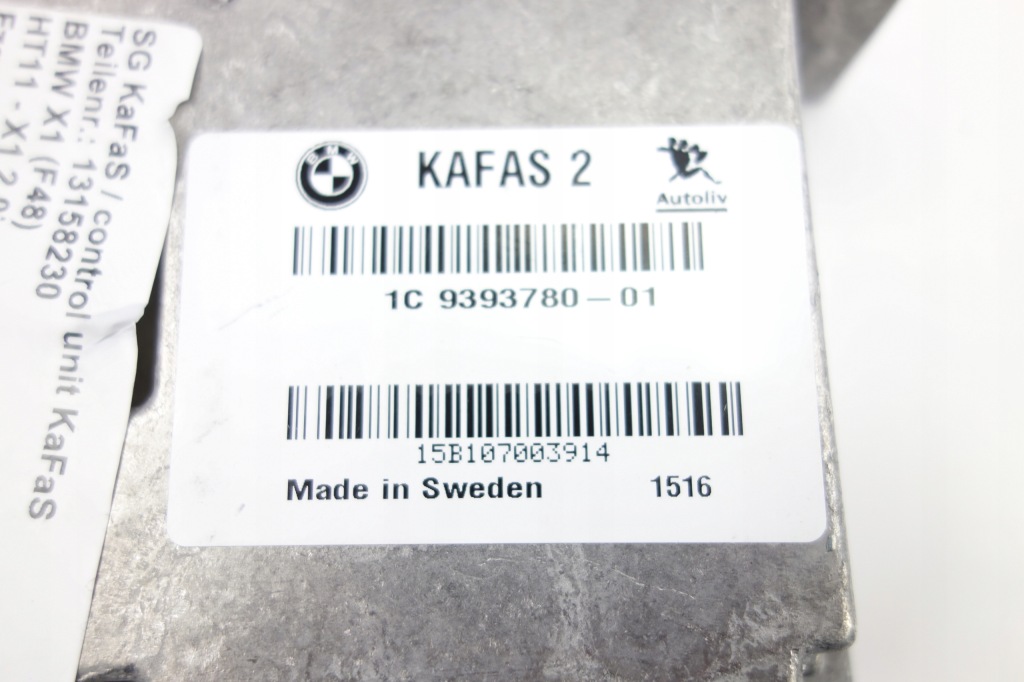 SG KaFaS / control unit KaFaS
Teilenr.: 13158230
BMW X1 (F48)
HT11 - X1 2.0i
BMW
KAFAS 2
Autoliv
1C 9393780-01
15B107003914
Made in Sweden 1516